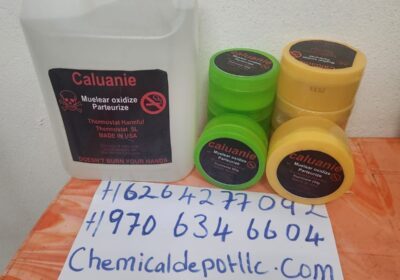 Caluanie
Muelear oxidize
Parteurize
Thermostat Harmful
Thermostat 5L
MADE IN USA
DOESN'T BURN YOUR HANDS
Caluanie
Muelear oxidize
Parteurize
caluanie
Muelear oxidize
Parteurize
+16264277092
+1970 634 6604
Chemicaldepotllc.com